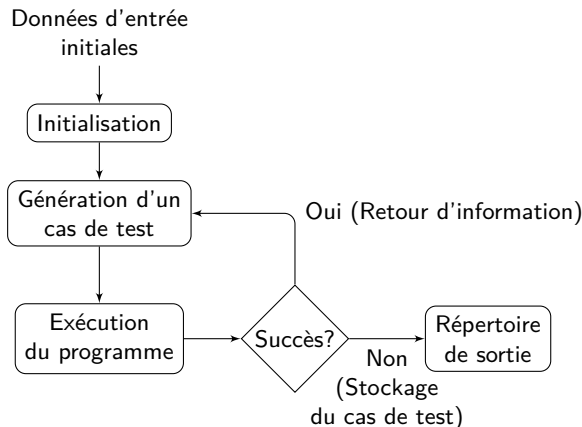 Données d'entrée
initiales
Initialisation
Génération d'un
cas de test
Oui (Retour d'information)
Exécution
du programme
Succès?
Non
(Stockage
du cas de test)
Répertoire
de sortie